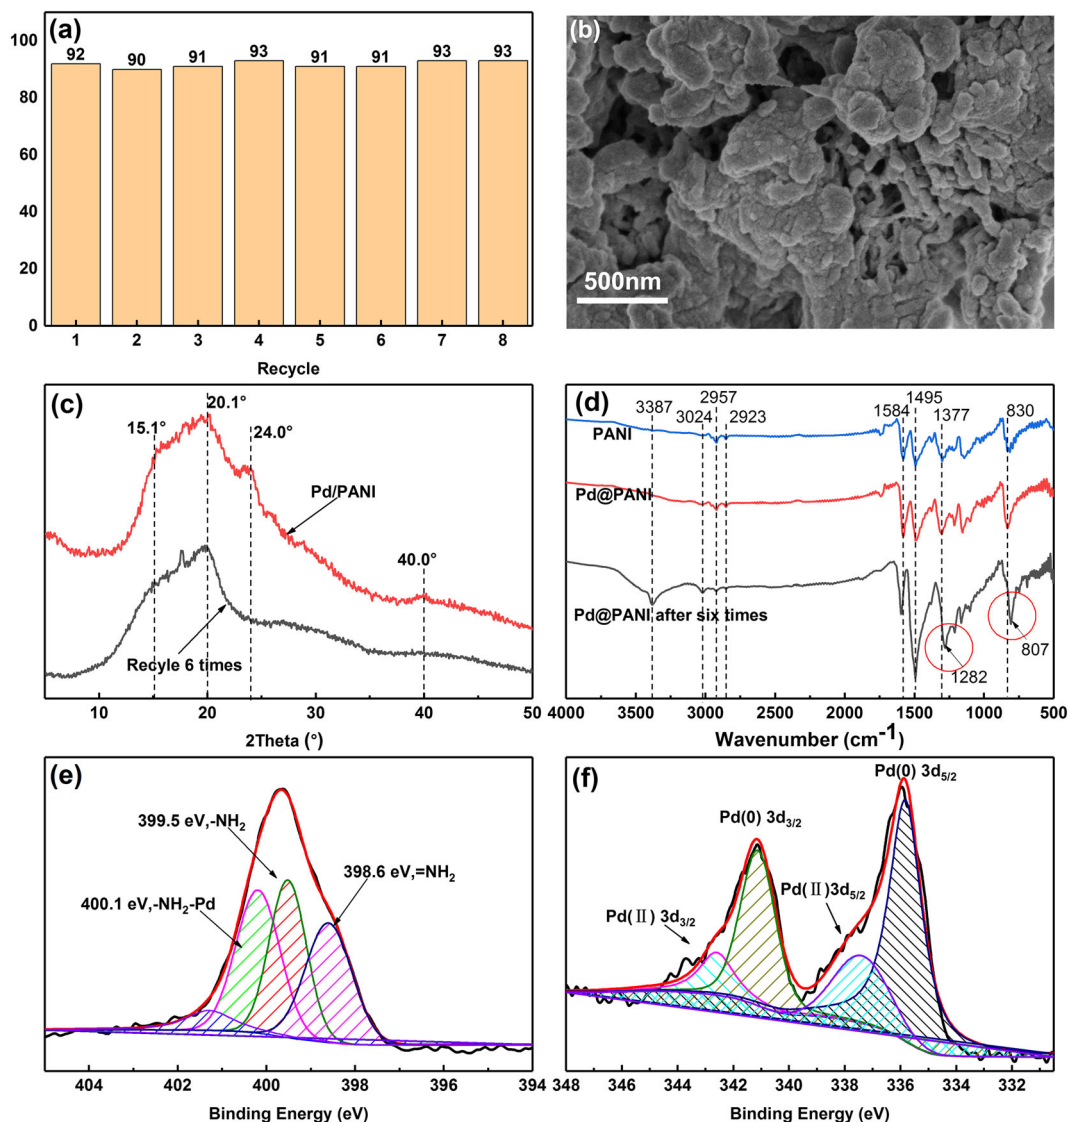 (a)
100
80
60
40
20
0
92 90 91 93 91 91 93 93
1 2 3 4 5 6 7 8
Recycle
(b)
500nm
(c)
15.1°
20.1°
24.0°
Pd/PANI
40.0°
Recyle 6 times
10 20 30 40 50
2Theta (°)
(d)
3387
3024
2957
2923
1584
1495
1377
830
PANI
Pd@PANI
Pd@PANI after six times
1282
807
4000 3500 3000 2500 2000 1500 1000 500
Wavenumber (cm-1)
(e)
399.5 eV,-NH2
400.1 eV,-NH2-Pd
398.6 eV,=NH2
404 402 400 398 396 394
Binding Energy (eV)
(f)
Pd(0) 3d5/2
Pd(0) 3d3/2
Pd(Ⅱ)3d5/2
Pd(Ⅱ) 3d3/2
348 346 344 342 340 338 336 334 332
Binding Energy (eV)